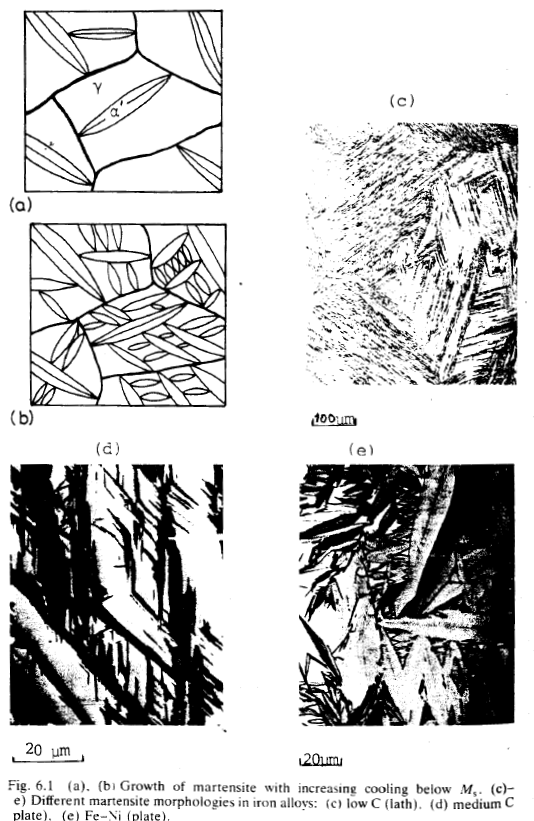 γ
α'
(a)
(b)
(c)
100μm
(d)
(e)
20 μm
20μm
Fig. 6.1 (a), (b) Growth of martensite with increasing cooling below Ms. (c)–
e) Different martensite morphologies in iron alloys: (c) low C (lath), (d) medium C
plate), (e) Fe–Ni (plate).